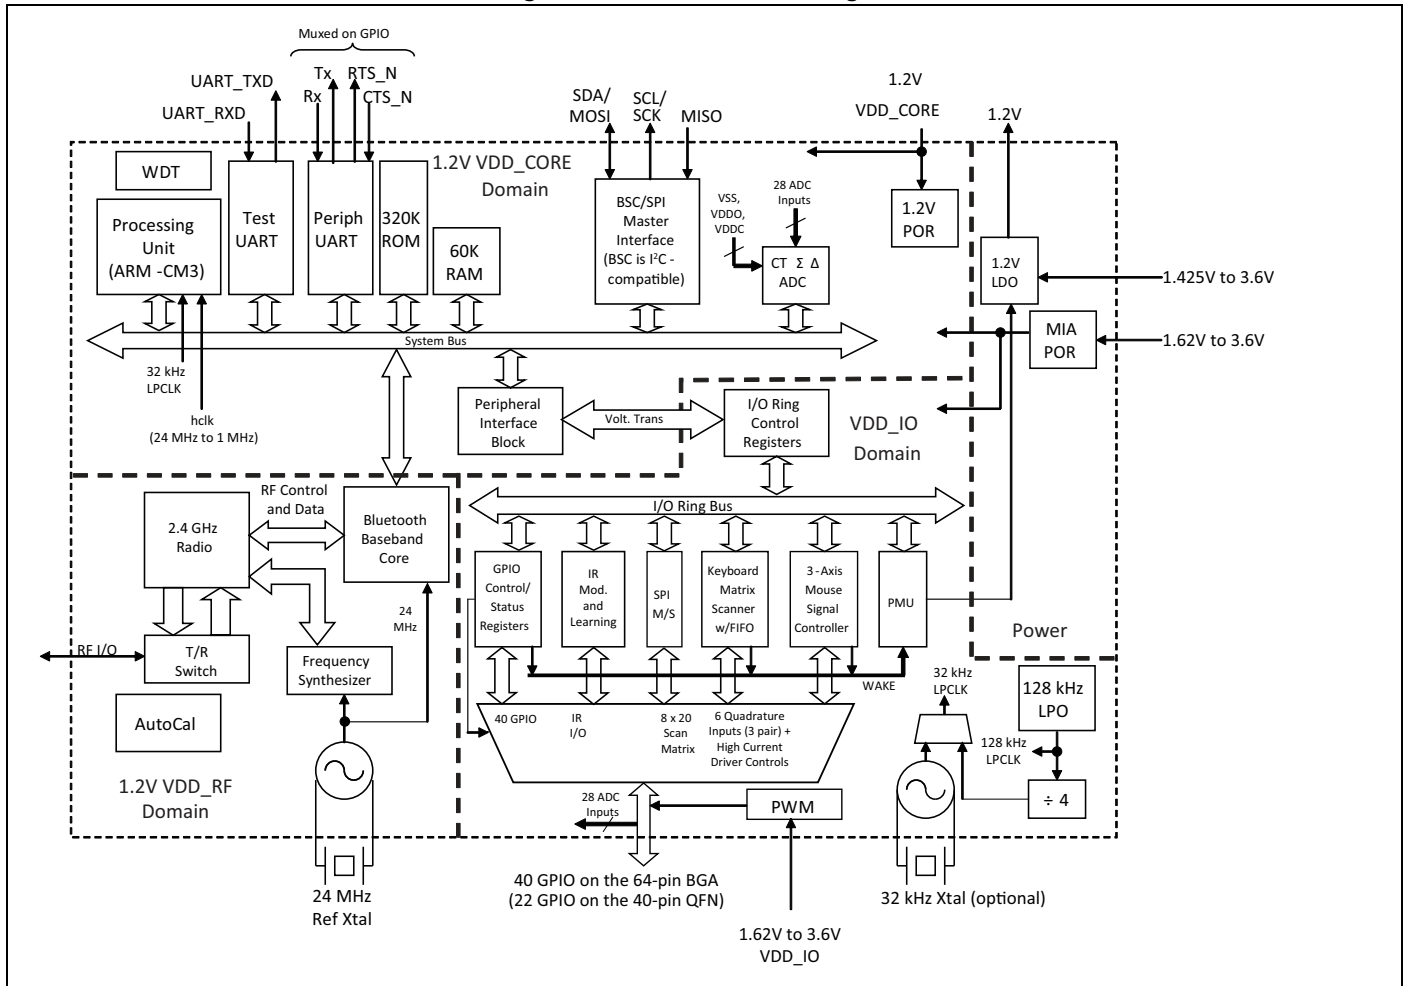 Muxed on GPIO
UART_TXD
Tx
RTS_N
Rx
CTS_N
UART_RXD
SDA/
MOSI
SCL/
SCK
MISO
1.2V
VDD_CORE
1.2V
WDT
1.2V VDD_CORE
Domain
Processing
Unit
(ARM -CM3)
Test
UART
Periph
UART
320K
ROM
60K
RAM
BSC/SPI
Master
Interface
(BSC is I²C -
compatible)
VSS,
VDDO,
VDDC
28 ADC
Inputs
CT Σ Δ
ADC
1.2V
POR
1.2V
LDO
1.425V to 3.6V
MIA
POR
1.62V to 3.6V
System Bus
32 kHz
LPCLK
hclk
(24 MHz to 1 MHz)
Peripheral
Interface
Block
Volt. Trans
I/O Ring
Control
Registers
VDD_IO
Domain
2.4 GHz
Radio
RF Control
and Data
Bluetooth
Baseband
Core
I/O Ring Bus
GPIO
Control/
Status
Registers
IR
Mod.
and
Learning
SPI
M/S
Keyboard
Matrix
Scanner
w/FIFO
3-Axis
Mouse
Signal
Controller
PMU
24
MHz
RF I/O
T/R
Switch
Frequency
Synthesizer
WAKE
Power
AutoCal
40 GPIO
IR
I/O
8 x 20
Scan
Matrix
6 Quadrature
Inputs (3 pair) +
High Current
Driver Controls
32 kHz
LPCLK
128 kHz
LPO
128 kHz
LPCLK
÷ 4
1.2V VDD_RF
Domain
28 ADC
Inputs
PWM
24 MHz
Ref Xtal
40 GPIO on the 64-pin BGA
(22 GPIO on the 40-pin QFN)
32 kHz Xtal (optional)
1.62V to 3.6V
VDD_IO